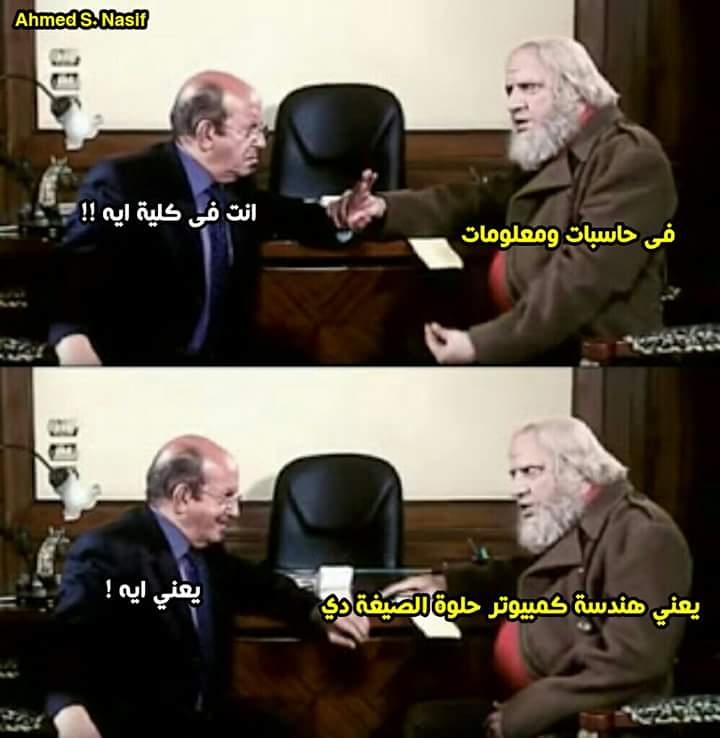 Ahmed S. Nasif
انت فى كلية ايه !!
فى حاسبات ومعلومات
يعني ايه !
يعني هندسة كمبيوتر حلوة الصيغة دي